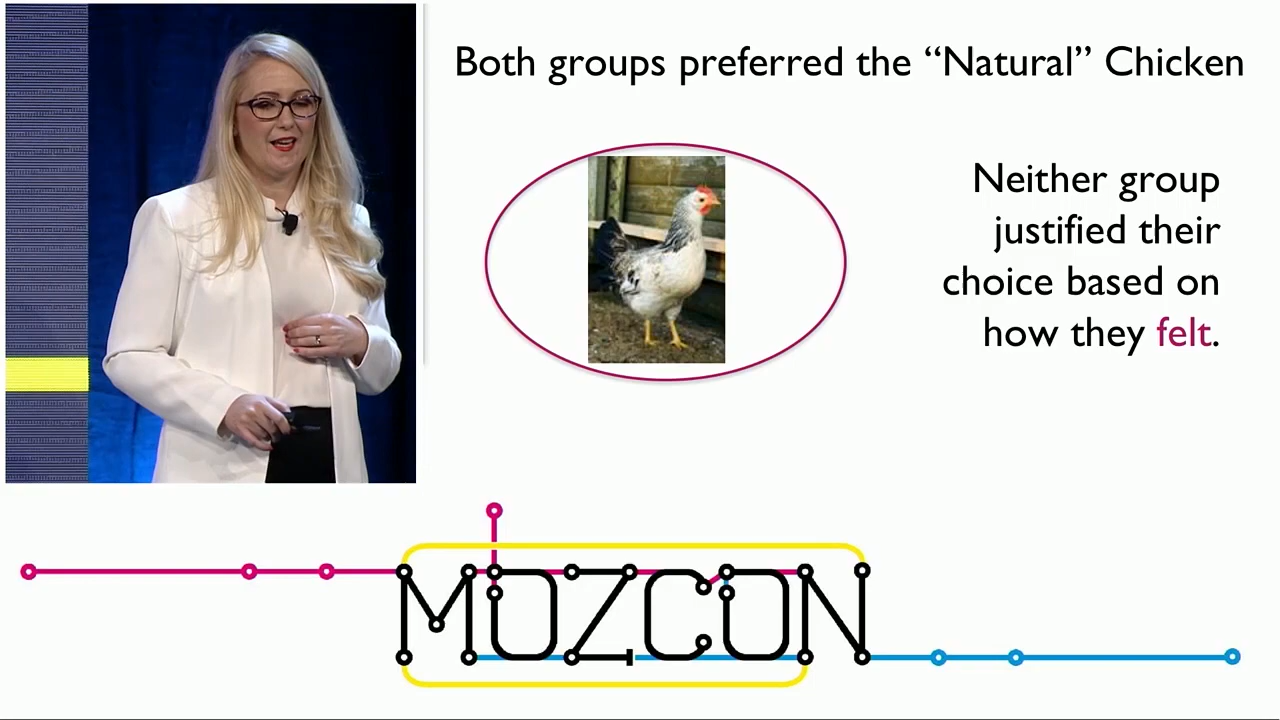 Both groups preferred the “Natural” Chicken
Neither group
justified their
choice based on
how they felt.
MOZCON